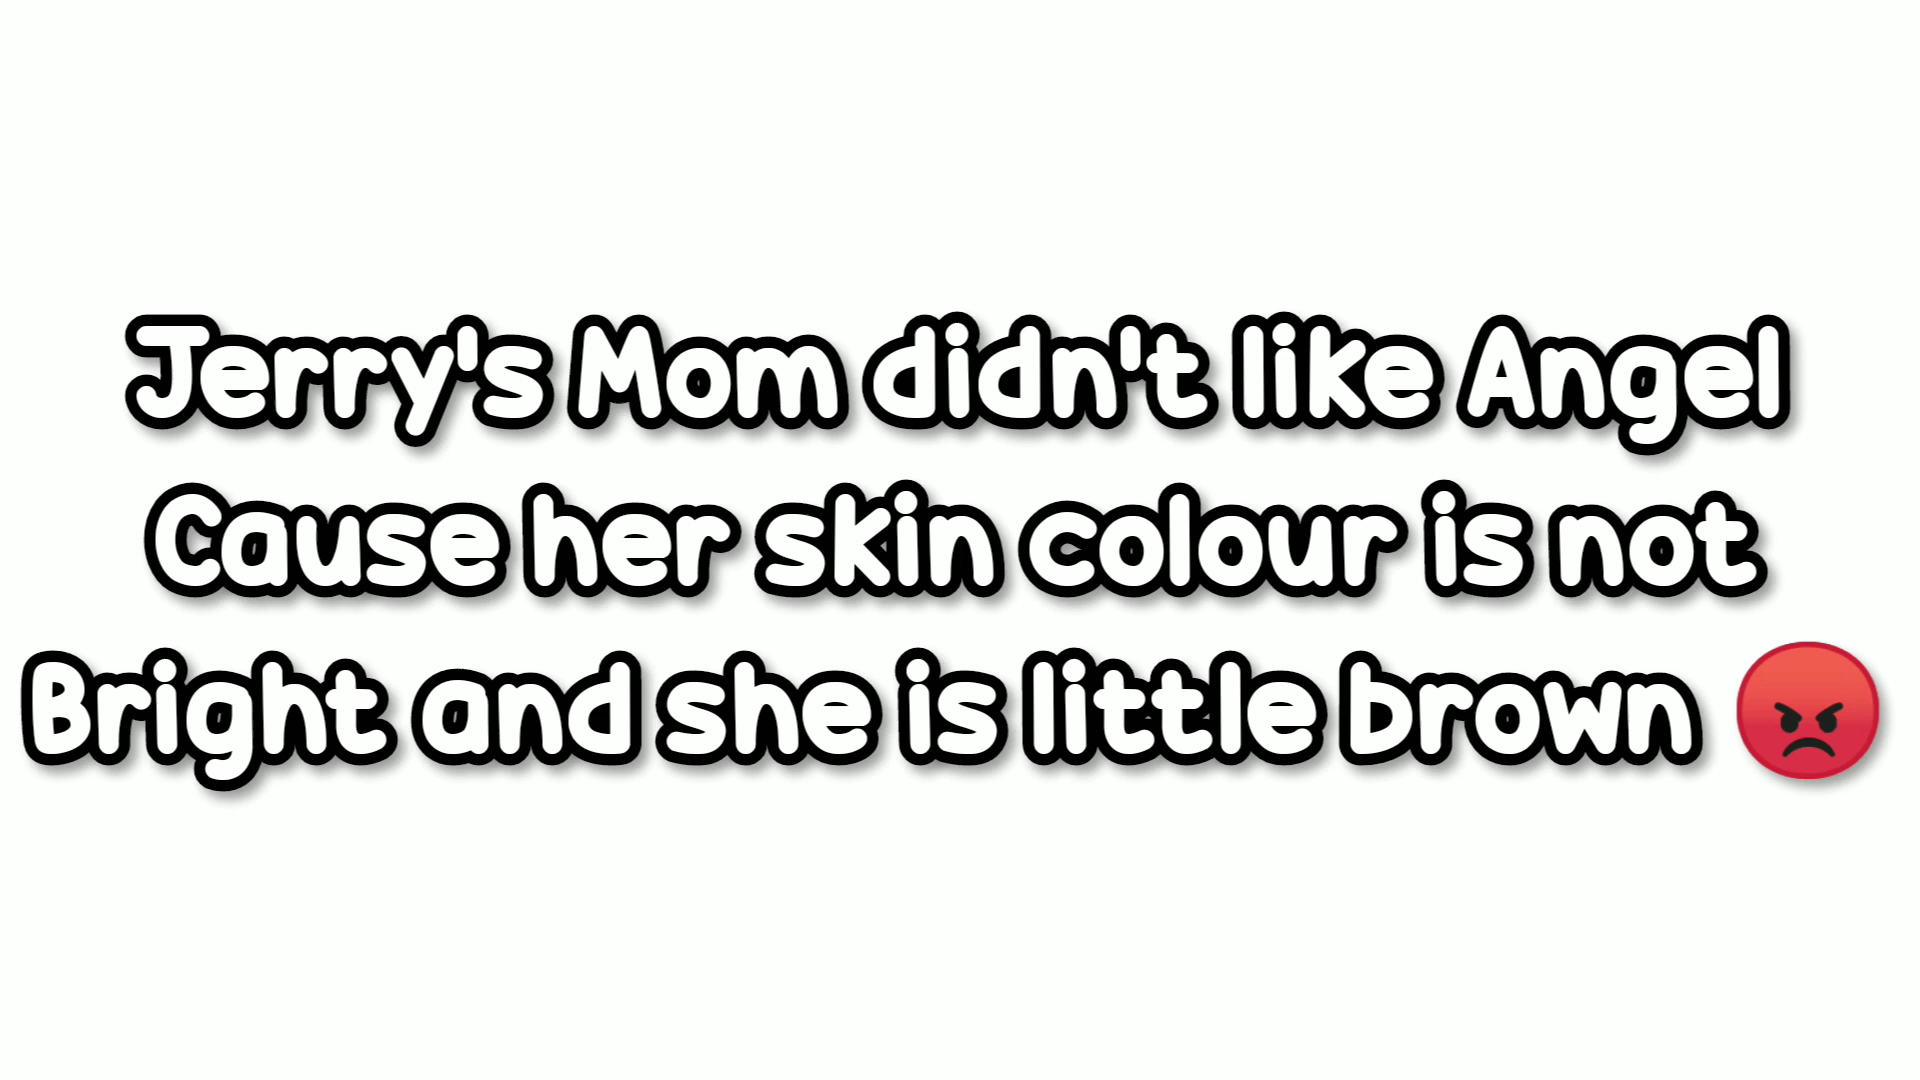 Jerry's Mom didn't like Angel
Cause her skin colour is not
Bright and she is little brown 😡